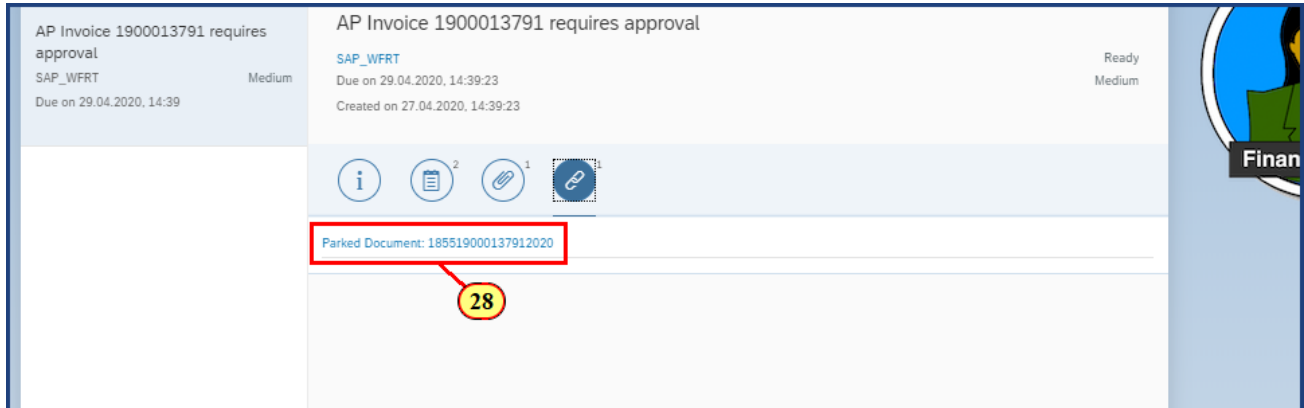 AP Invoice 1900013791 requires
approval
SAP_WFRT Medium
Due on 29.04.2020, 14:39
AP Invoice 1900013791 requires approval
SAP_WFRT Ready
Due on 29.04.2020, 14:39:23 Medium
Created on 27.04.2020, 14:39:23
i 2 1 1
Parked Document: 185519000137912020
28
Finan